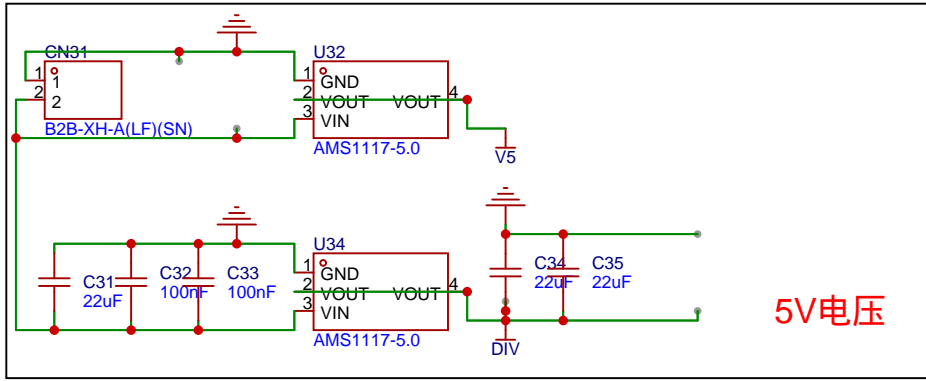 CN31
1
2
1
2
B2B-XH-A(LF)(SN)
U32
1
2
3
GND
VOUT
VIN
VOUT
4
AMS1117-5.0
V5
C31
22uF
C32
100nF
C33
100nF
U34
1
2
3
GND
VOUT
VIN
VOUT
4
AMS1117-5.0
C34
22uF
C35
22uF
DIV
5V电压